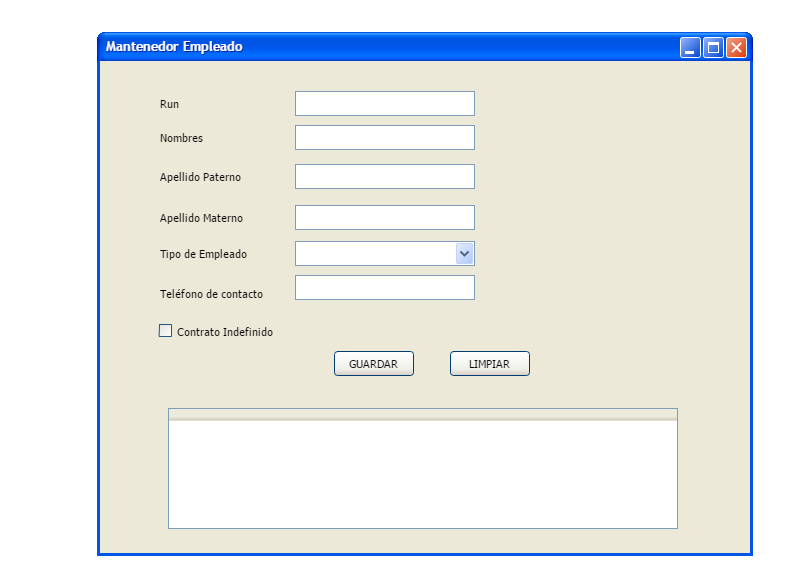 Mantenedor Empleado
Run
Nombres
Apellido Paterno
Apellido Materno
Tipo de Empleado
Teléfono de contacto
Contrato Indefinido
GUARDAR LIMPIAR